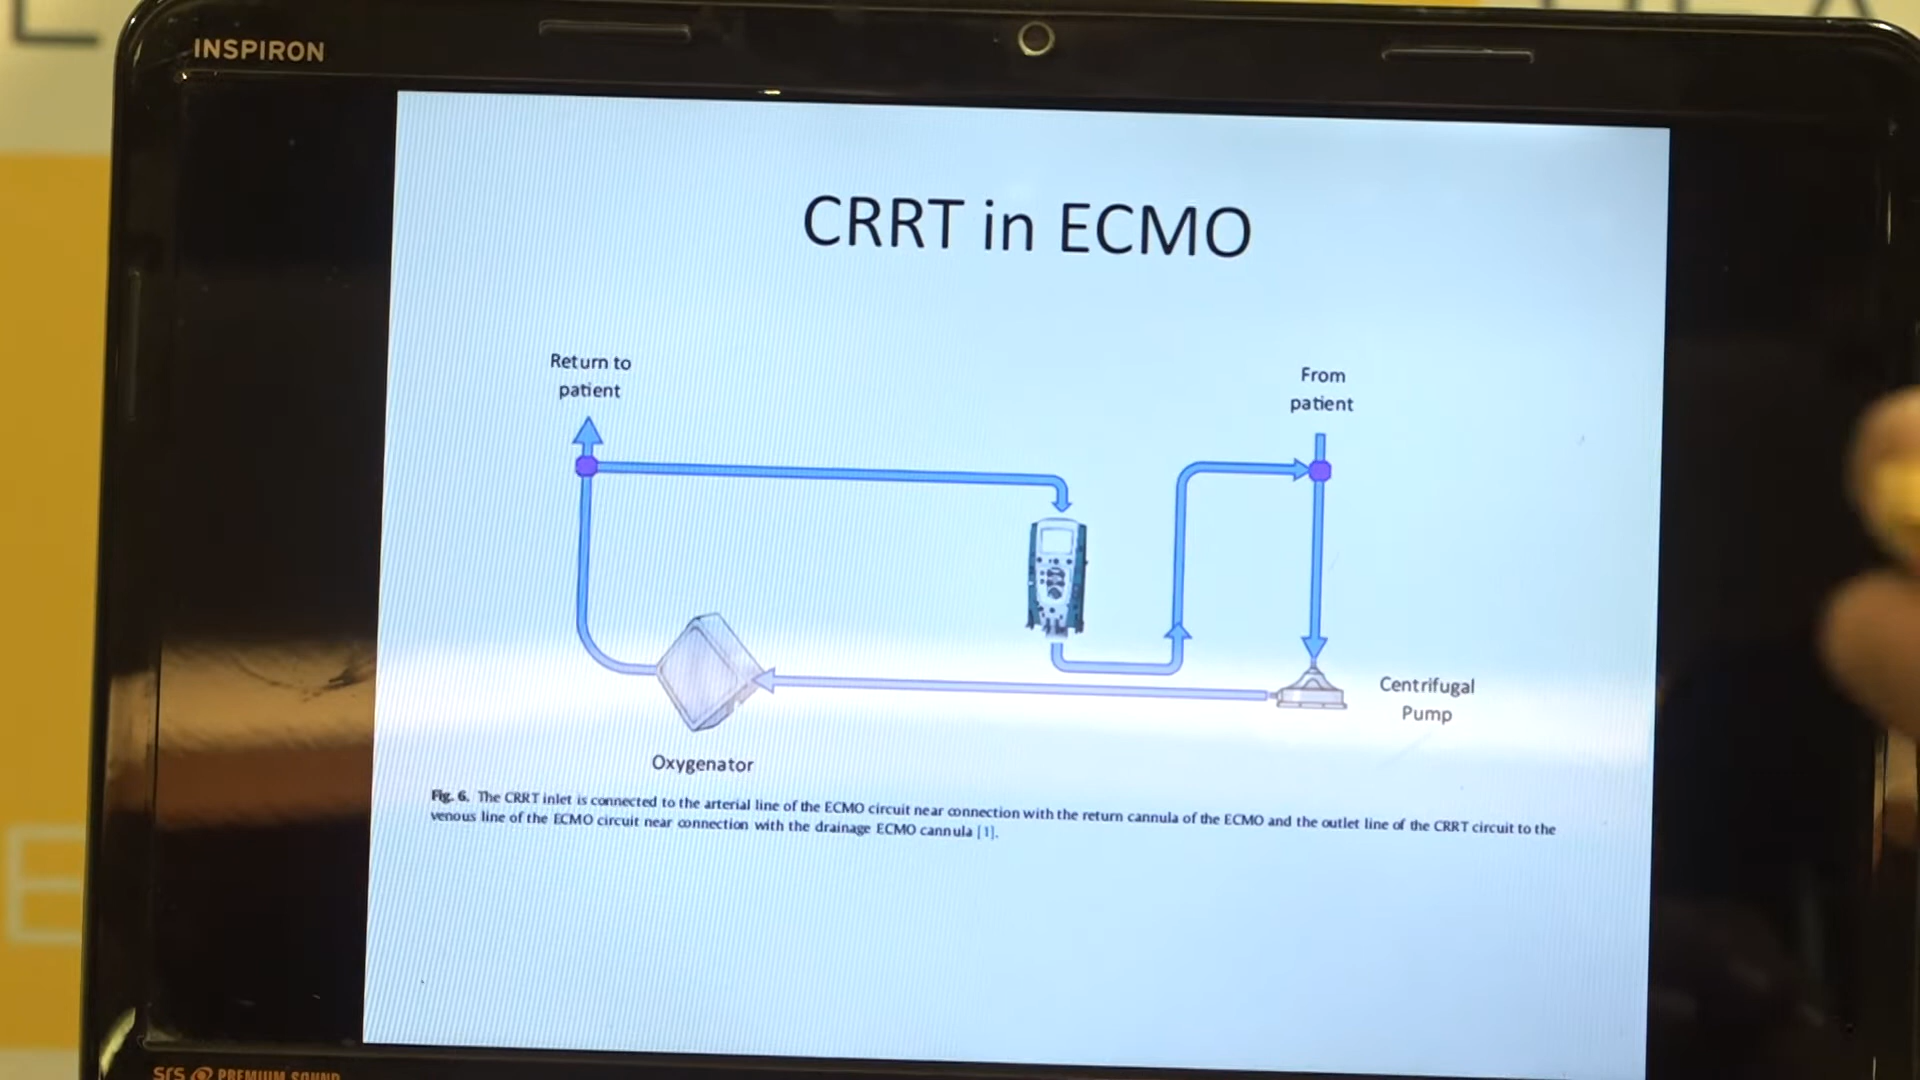 INSPIRON
CRRT in ECMO
Return to
patient
From
patient
Centrifugal
Pump
Oxygenator
Fig. 6. The CRRT inlet is connected to the arterial line of the ECMO circuit near connection with the return cannula of the ECMO and the outlet line of the CRRT circuit to the
venous line of the ECMO circuit near connection with the drainage ECMO cannula [1].
SRS PREMIUM SOUND